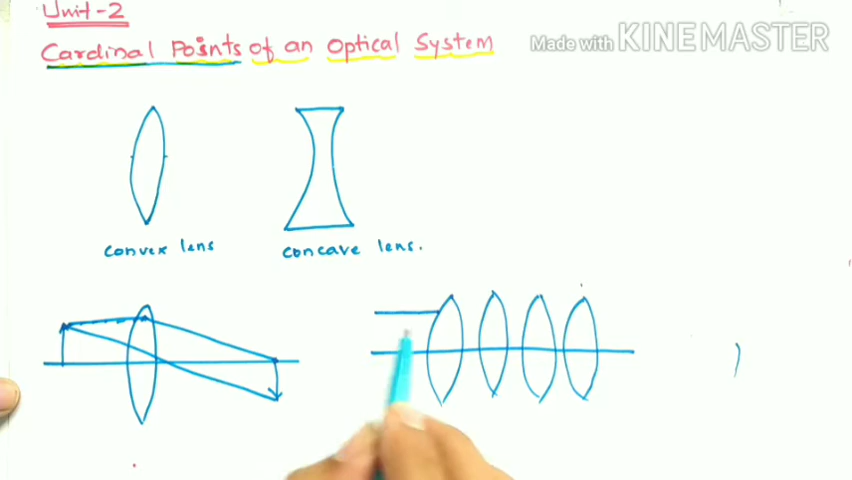 Unit-2
Cardinal Points of an Optical System
Made with KINEMASTER
convex lens
concave lens.